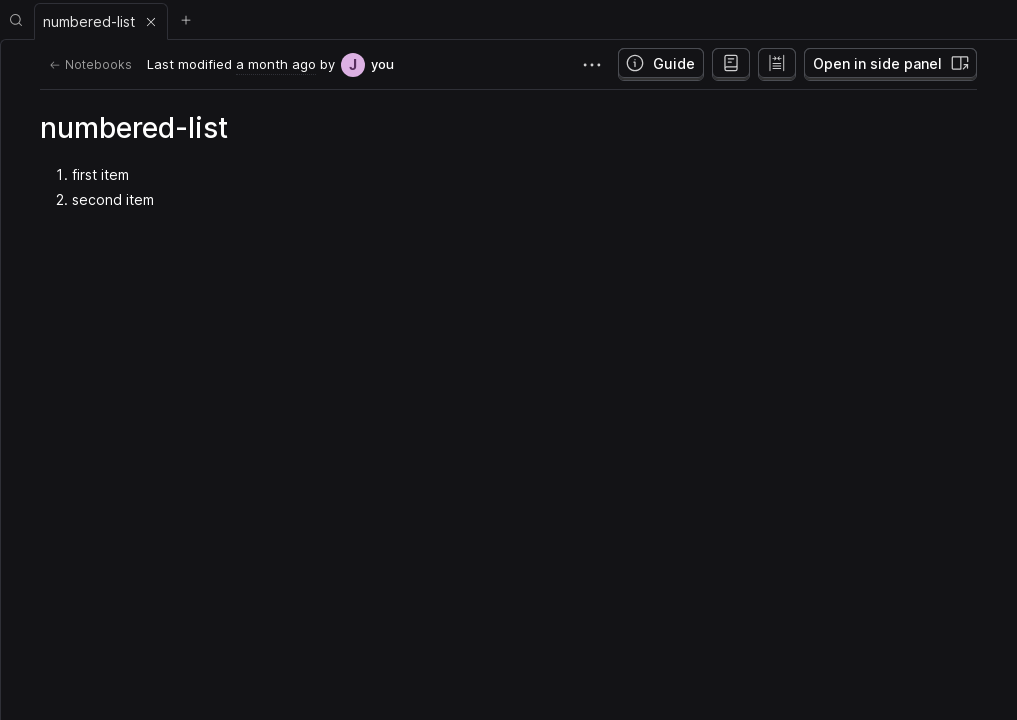 numbered-list
Notebooks
Last modified a month ago by J you
Guide
Open in side panel
numbered-list
1. first item
2. second item